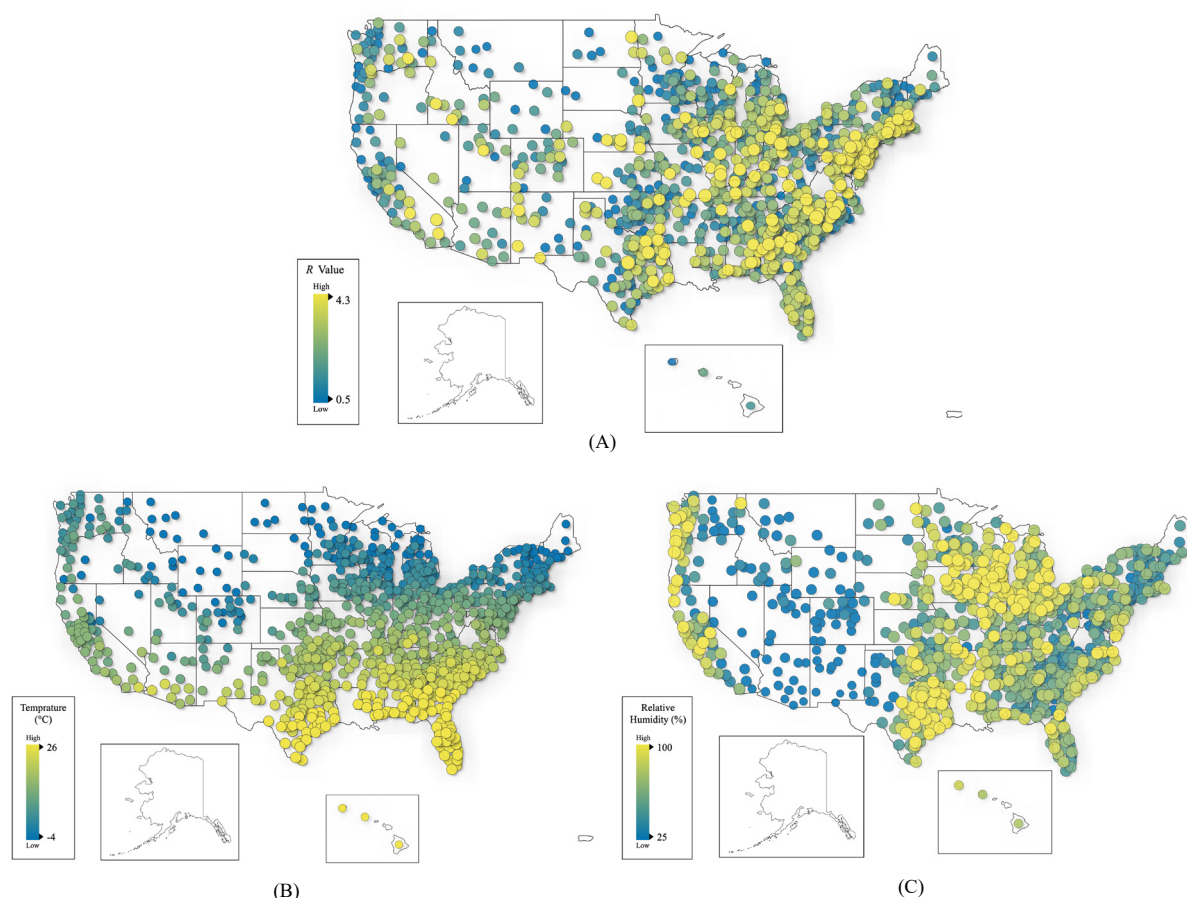 R Value
High
4.3
0.5
Low
(A)
Temprature
(°C)
High
26
-4
Low
(B)
Relative
Humidity (%)
High
100
25
Low
(C)